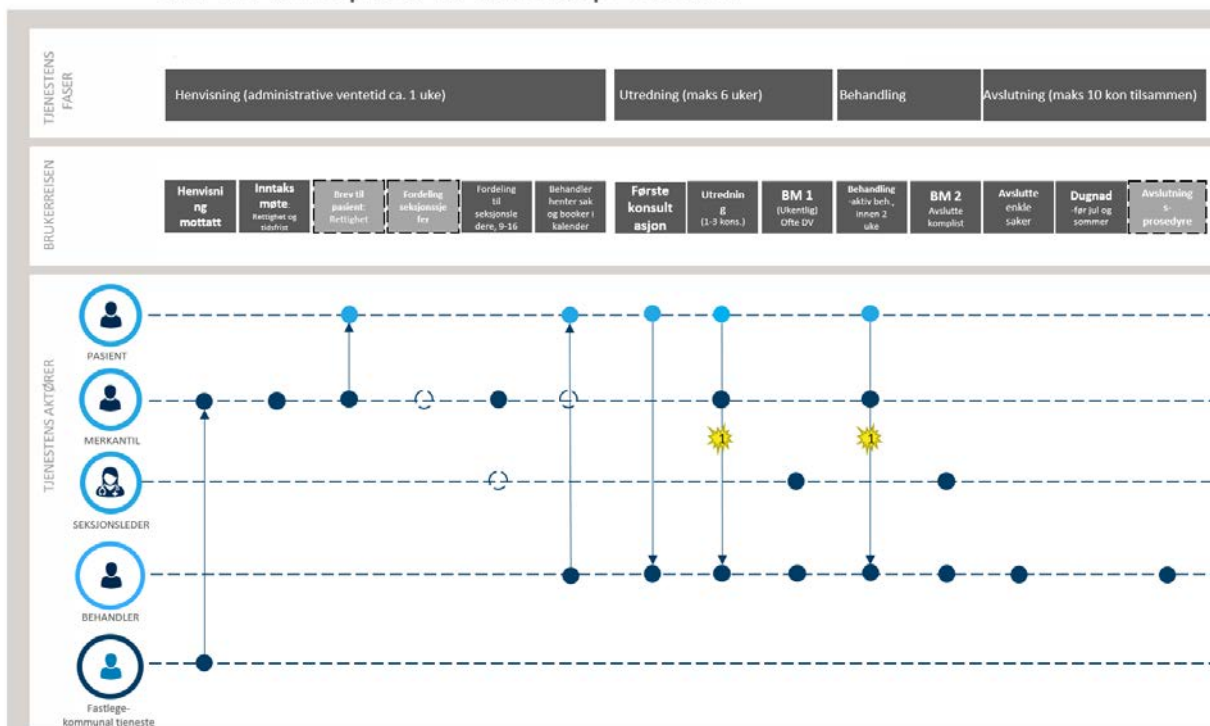 TJENESTENS
FASER
Henvisning (administrative ventetid ca. 1 uke)
Utredning (maks 6 uker)
Behandling
Avslutning (maks 10 kon tilsammen)
BRUKERREISEN
Henvisni
ng
mottatt
Inntaks
møte
Rettighet og
tidsfrist
Brev til
pasient:
Rettighet
Fordeling
seksjonssje
fer
Fordeling
til
seksjonsle
dere, 9-16
Behandler
henter sak
og booker i
kalender
Første
konsult
asjon
Utrednin
g
(1-3 kons.)
BM 1
(Ukentlig)
Ofte DV
Behandling
-aktiv beh.,
innen 2
uke
BM 2
Avslutte
komplist
Avslutte
enkle
saker
Dugnad
-før jul og
sommer
Avslutning
s-
prosedyre
TJENESTENS AKTØRER
PASIENT
MERKANTIL
1
1
SEKSJONSLEDER
BEHANDLER
Fastlege-
kommunal tjeneste